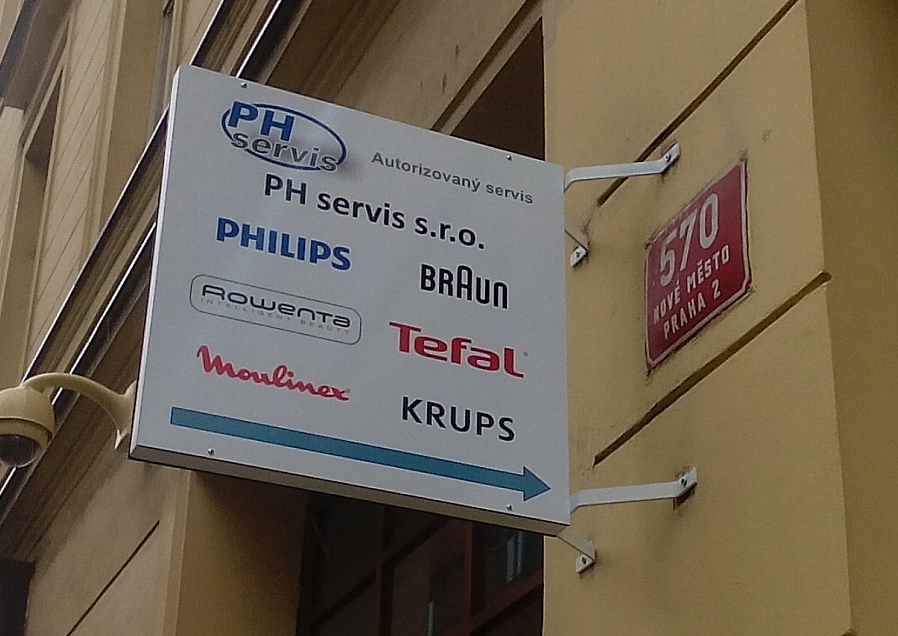 PH
servis
Autorizovaný servis
PH servis s.r.o.
PHILIPS
BRAUN
Rowenta
INTELLIGENT BEAUTY
Tefal
Moulinex
KRUPS
570
NOVÉ MĚSTO
PRAHA 2